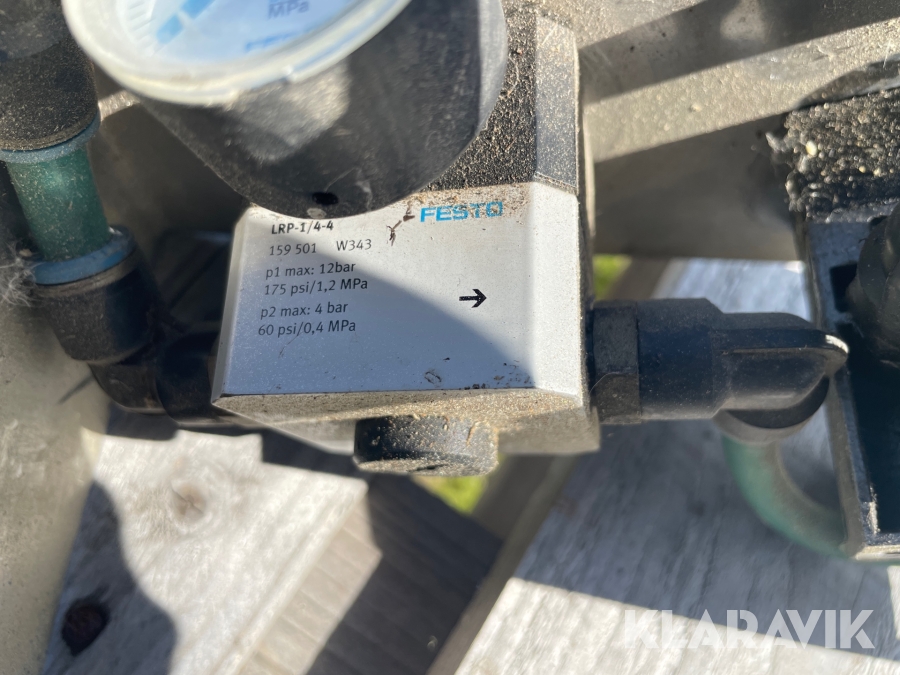 MPa
FESTO
LRP-1/4-4
159 501 W343
p1 max: 12bar
175 psi/1,2 MPa
p2 max: 4 bar
60 psi/0,4 MPa
→
KLARAVIK